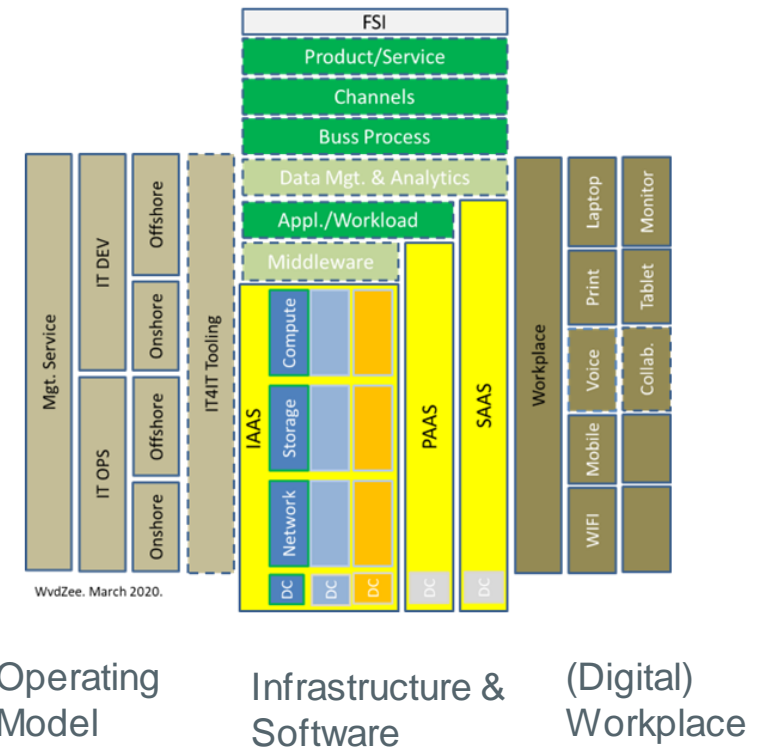 FSI
Product/Service
Channels
Buss Process
Data Mgt. & Analytics
Appl./Workload
Middleware
Mgt. Service
IT DEV
IT OPS
Offshore
Onshore
Offshore
Onshore
IT4IT Tooling
IAAS
Compute
Storage
Network
DC
DC
DC
PAAS
DC
SAAS
DC
Workplace
Laptop
Monitor
Print
Tablet
Voice
Collab.
Mobile
WIFI
WvdZee. March 2020.
Operating
Model
Infrastructure &
Software
(Digital)
Workplace